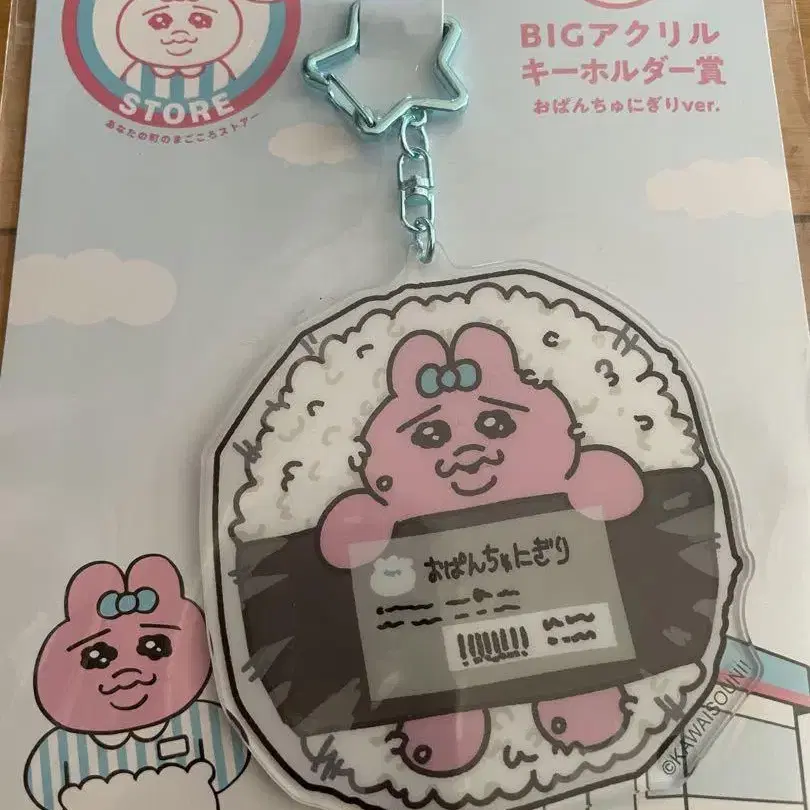 STORE
あなたの町のまごころストアー
BIGアクリル
キーホルダー賞
おぱんちゅにぎりver.
おぱんちゅにぎり
©KAWAISOUNI!